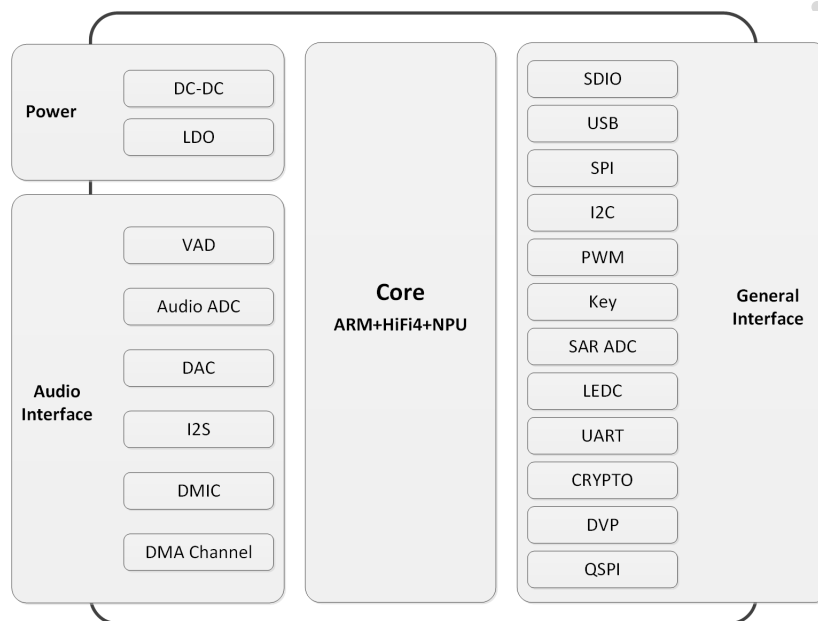 Power
DC-DC
LDO
Audio
Interface
VAD
Audio ADC
DAC
I2S
DMIC
DMA Channel
Core
ARM+HiFi4+NPU
SDIO
USB
SPI
I2C
PWM
Key
SAR ADC
LEDC
UART
CRYPTO
DVP
QSPI
General
Interface